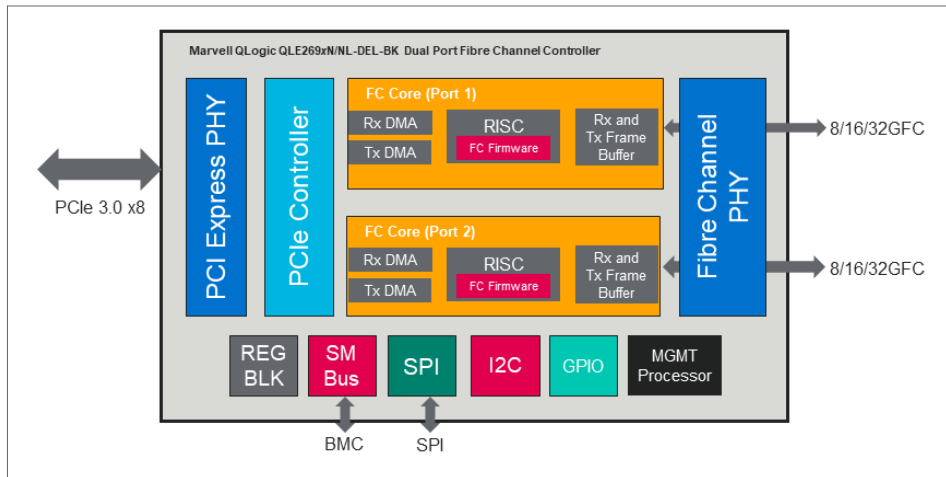 Marvell QLogic QLE269xN/NL-DEL-BK Dual Port Fibre Channel Controller
PCI Express PHY
PCIe Controller
FC Core (Port 1)
Rx DMA
Tx DMA
RISC
FC Firmware
Rx and
Tx Frame
Buffer
FC Core (Port 2)
Rx DMA
Tx DMA
RISC
FC Firmware
Rx and
Tx Frame
Buffer
Fibre Channel
PHY
8/16/32GFC
8/16/32GFC
PCIe 3.0 x8
REG
BLK
SM
Bus
SPI
I2C
GPIO
MGMT
Processor
BMC
SPI